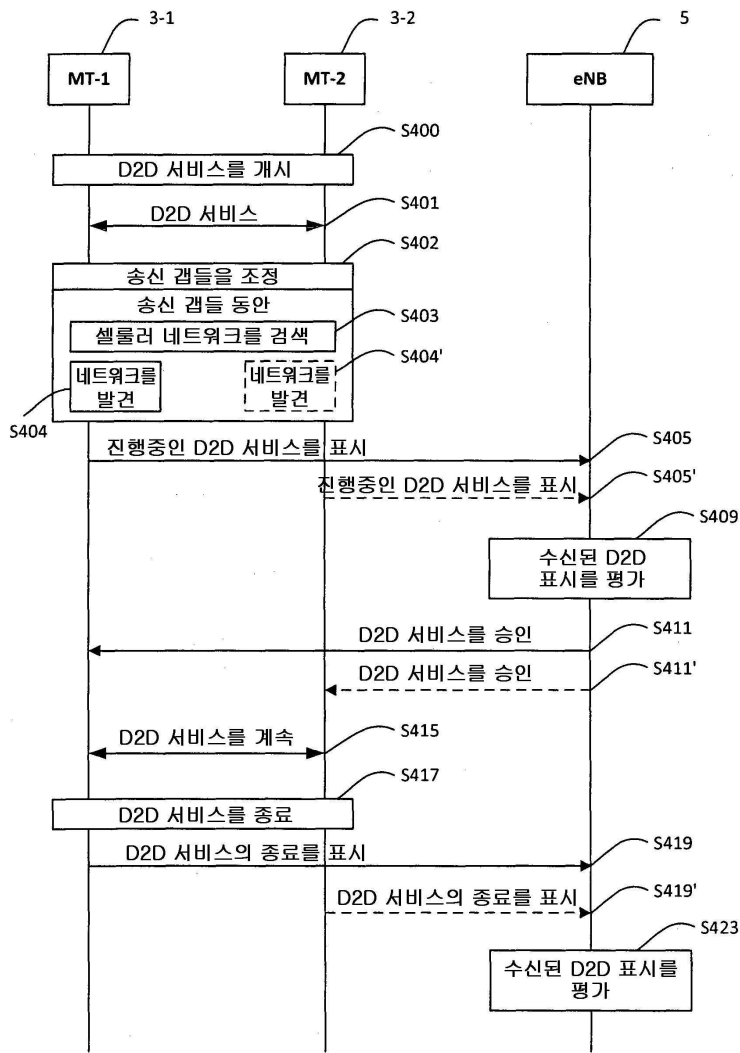 3-1
3-2
5
MT-1
MT-2
eNB
S400
D2D 서비스를 개시
S401
D2D 서비스
S402
송신 갭들을 조정
송신 갭들 동안
S403
셀룰러 네트워크를 검색
S404'
네트워크를
발견
네트워크를
발견
S404
S405
진행중인 D2D 서비스를 표시
S405'
진행중인 D2D 서비스를 표시
S409
수신된 D2D
표시를 평가
D2D 서비스를 승인
S411
D2D 서비스를 승인
S411'
D2D 서비스를 계속
S415
S417
D2D 서비스를 종료
D2D 서비스의 종료를 표시
S419
D2D 서비스의 종료를 표시
S419'
S423
수신된 D2D 표시를
평가